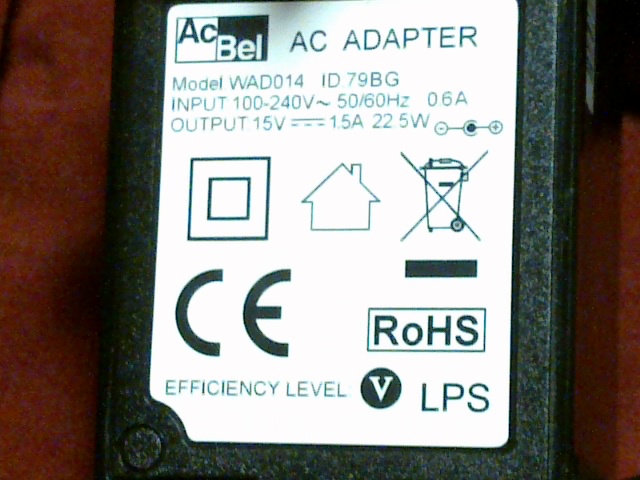 AcBel AC ADAPTER
Model WAD014 ID 79BG
INPUT 100-240V~ 50/60Hz 0.6A
OUTPUT 15V ⎓ 1.5A 22.5W
CE
RoHS
EFFICIENCY LEVEL V LPS